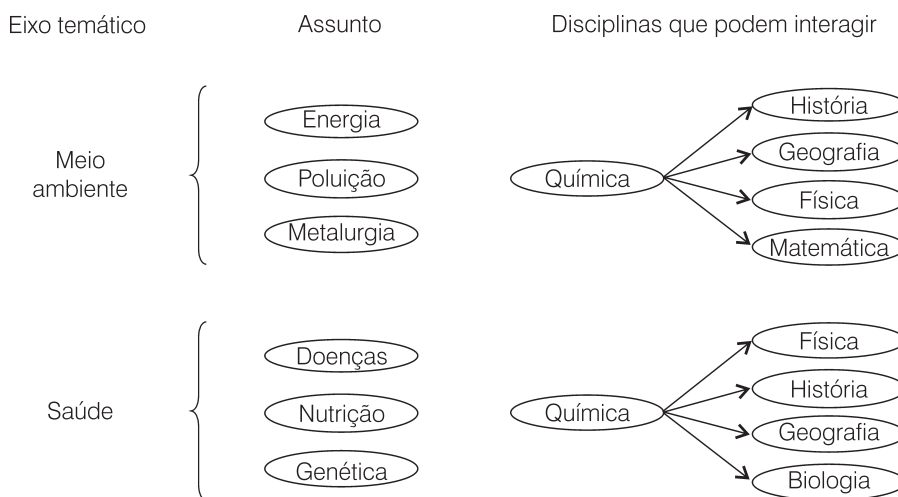 Eixo temático
Assunto
Disciplinas que podem interagir
Meio
ambiente
Energia
Poluição
Metalurgia
Química
História
Geografia
Física
Matemática
Saúde
Doenças
Nutrição
Genética
Química
Física
História
Geografia
Biologia